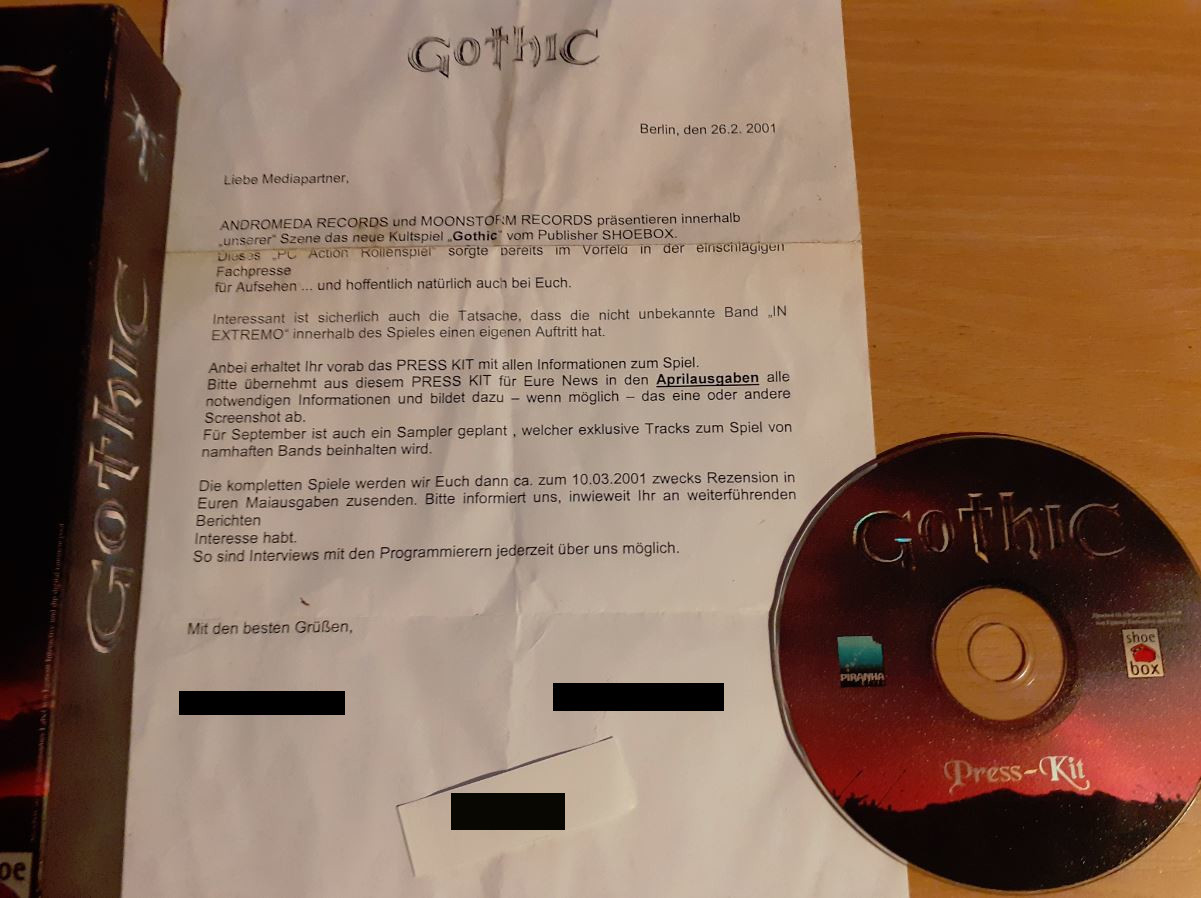 GOTHIC
Berlin, den 26.2. 2001
Liebe Mediapartner,
ANDROMEDA RECORDS und MOONSTORM RECORDS präsentieren innerhalb
„unserer“ Szene das neue Kultspiel „Gothic“ vom Publisher SHOEBOX.
Dieses „PC Action Rollenspiel“ sorgte bereits im Vorfeld in der einschlägigen
Fachpresse
für Aufsehen ... und hoffentlich natürlich auch bei Euch.
Interessant ist sicherlich auch die Tatsache, dass die nicht unbekannte Band „IN
EXTREMO“ innerhalb des Spieles einen eigenen Auftritt hat.
Anbei erhaltet Ihr vorab das PRESS KIT mit allen Informationen zum Spiel.
Bitte übernehmt aus diesem PRESS KIT für Eure News in den Aprilausgaben alle
notwendigen Informationen und bildet dazu – wenn möglich – das eine oder andere
Screenshot ab.
Für September ist auch ein Sampler geplant , welcher exklusive Tracks zum Spiel von
namhaften Bands beinhalten wird.
Die kompletten Spiele werden wir Euch dann ca. zum 10.03.2001 zwecks Rezension in
Euren Maiausgaben zusenden. Bitte informiert uns, inwieweit Ihr an weiterführenden
Berichten
Interesse habt.
So sind Interviews mit den Programmierern jederzeit über uns möglich.
Mit den besten Grüßen,
GOTHIC
oe
GOTHIC
PIRANHA
shoe
box
Press-Kit